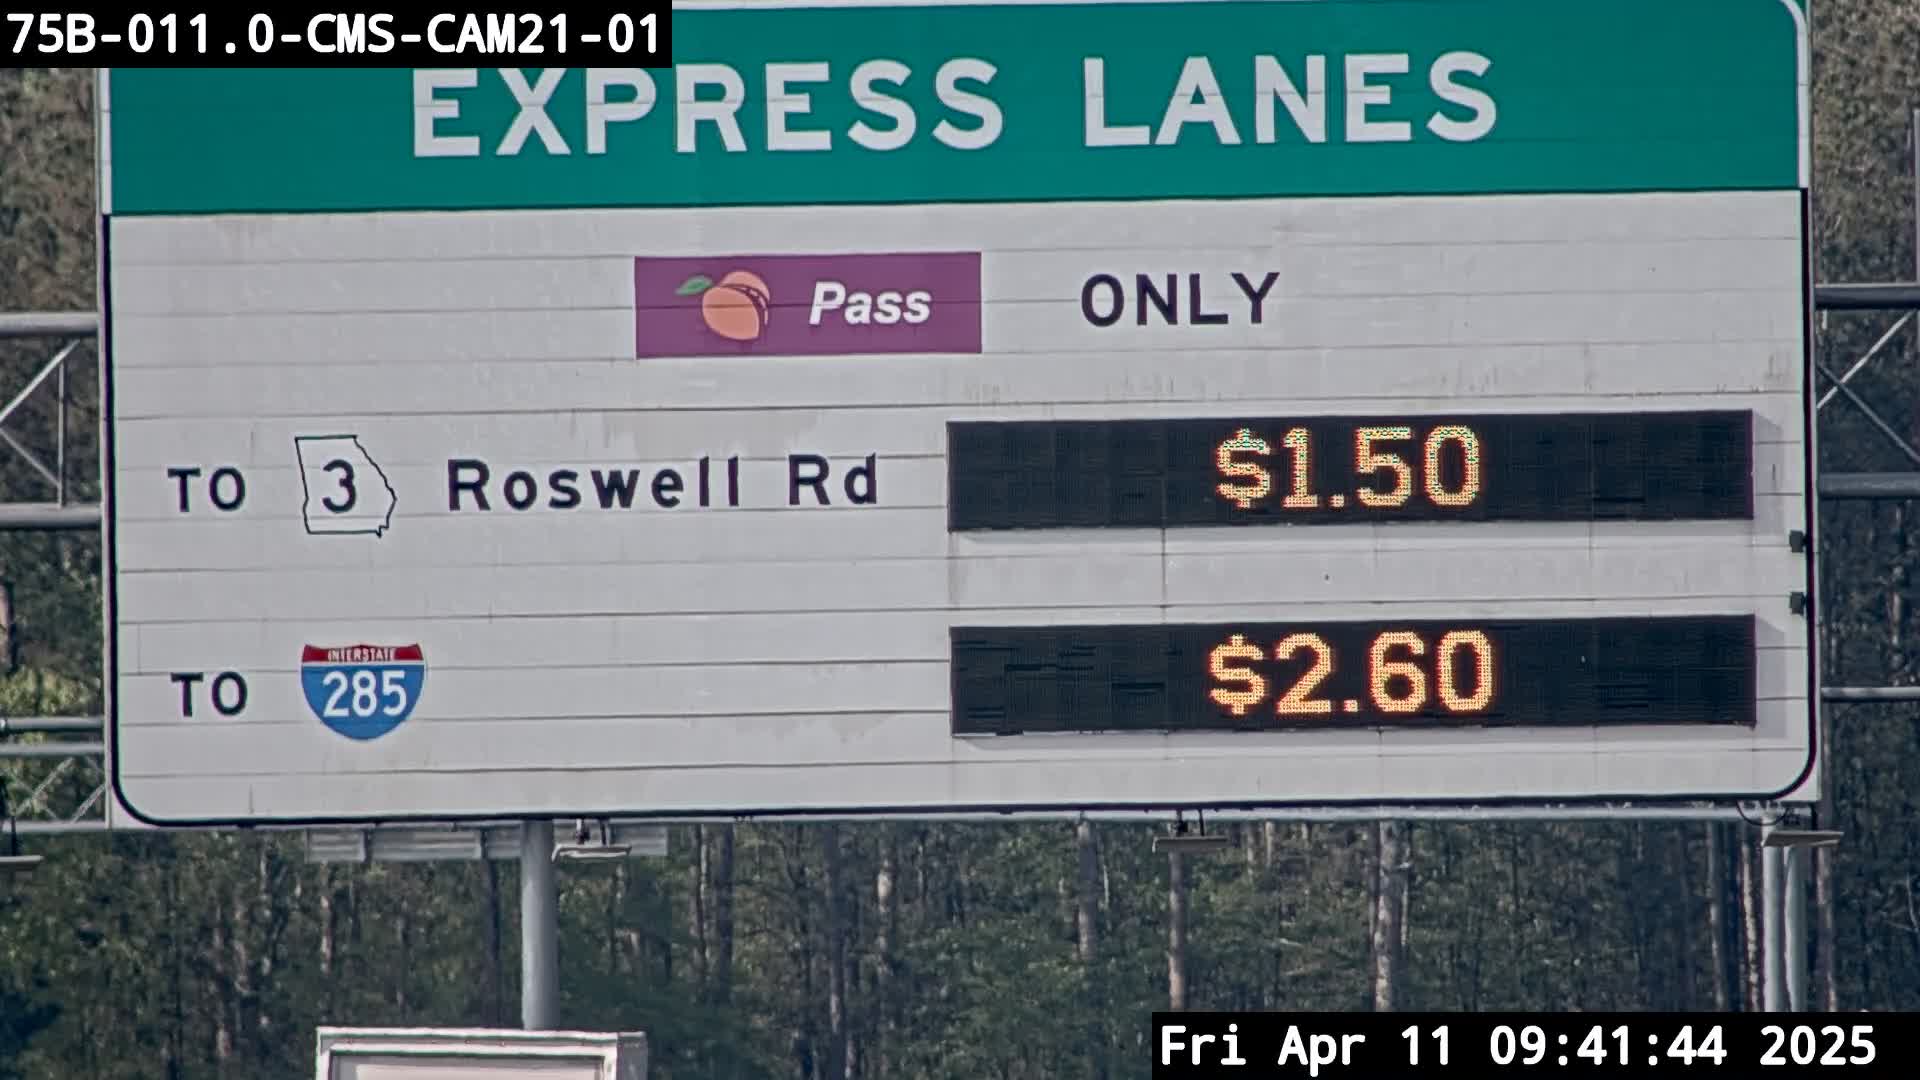 75B-011.0-CMS-CAM21-01
EXPRESS LANES
Pass ONLY
TO 3 Roswell Rd $1.50
TO INTERSTATE 285 $2.60
Fri Apr 11 09:41:44 2025